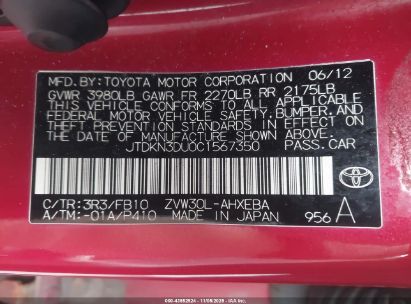 MFD. BY: TOYOTA MOTOR CORPORATION 06/12
GVWR 3980LB GAWR FR 2270LB RR 2175LB
THIS VEHICLE CONFORMS TO ALL APPLICABLE
FEDERAL MOTOR VEHICLE SAFETY, BUMPER, AND
THEFT PREVENTION STANDARDS IN EFFECT ON
THE DATE OF MANUFACTURE SHOWN ABOVE.
JTDKN3DU0C1567350 PASS.CAR
C/TR: 3R3/FB10 ZVW30L-AHXEBA
A/TM: -01A/P410 MADE IN JAPAN 956 A
TOYOTA